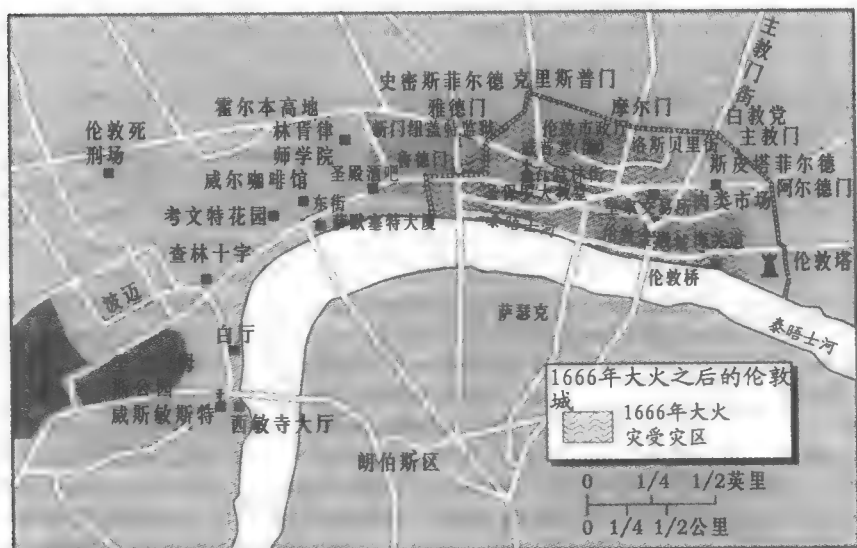 主教门街
史密斯菲尔德
克里斯普门
霍尔本高地
雅德门
摩尔门
白教党
伦敦死
刑场
林肯律
师学院
主教门
斯皮塔菲尔德
威尔咖啡馆
圣殿酒吧
阿尔德门
肉类市场
考文特花园
东街
萨默塞特大厦
泰晤士河
查林十字
伦敦塔
伦敦桥
波迈
萨瑟克
泰晤士河
白厅
斯公园
威斯敏斯特
西敏寺大厅
朗伯斯区
1666年大火之后的伦敦
城
1666年大火
灾受灾区
0 1/4 1/2英里
0 1/4 1/2公里